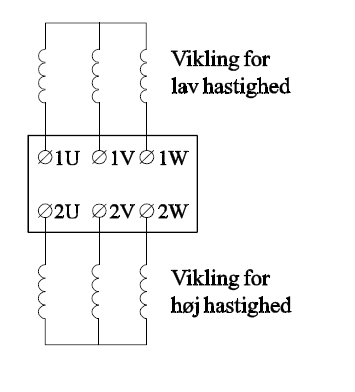 Vikling for
lav hastighed
1U 1V 1W
2U 2V 2W
Vikling for
høj hastighed